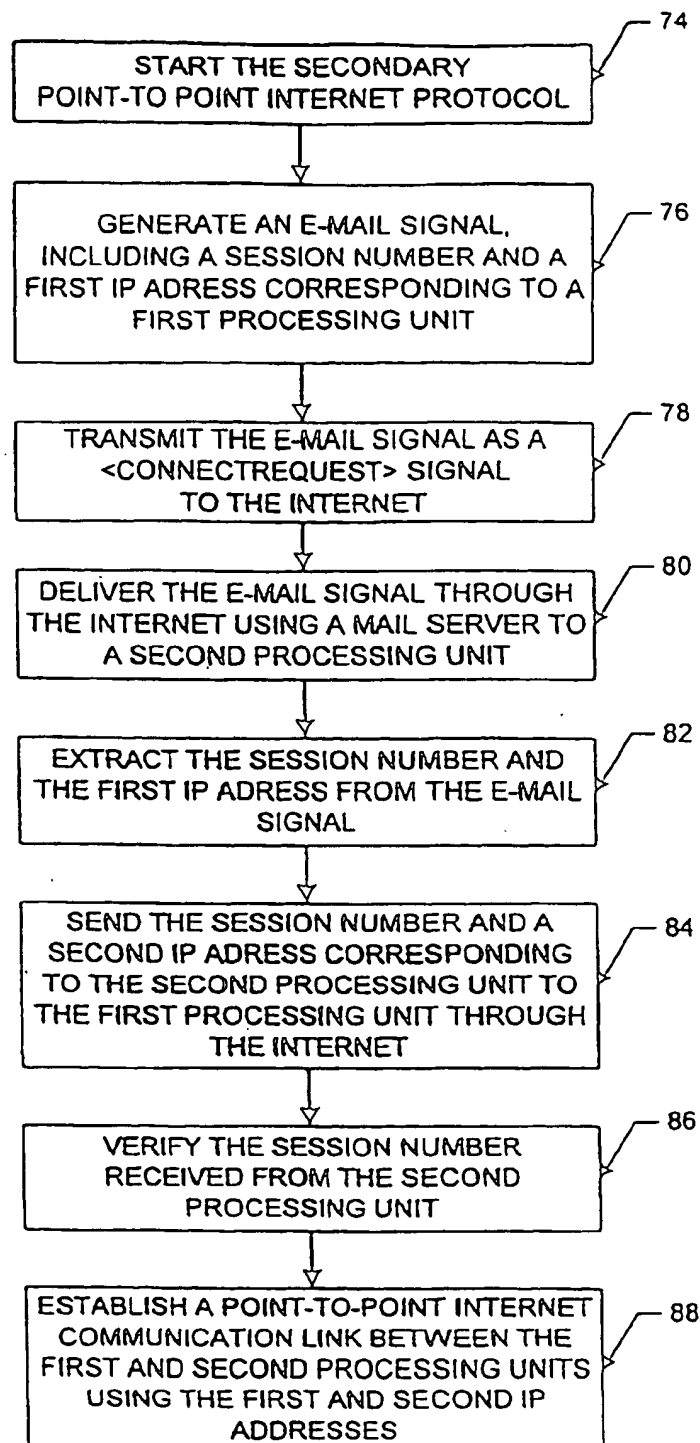 74
START THE SECONDARY
POINT-TO POINT INTERNET PROTOCOL
76
GENERATE AN E-MAIL SIGNAL,
INCLUDING A SESSION NUMBER AND A
FIRST IP ADRESS CORRESPONDING TO A
FIRST PROCESSING UNIT
78
TRANSMIT THE E-MAIL SIGNAL AS A
<CONNECTREQUEST> SIGNAL
TO THE INTERNET
80
DELIVER THE E-MAIL SIGNAL THROUGH
THE INTERNET USING A MAIL SERVER TO
A SECOND PROCESSING UNIT
82
EXTRACT THE SESSION NUMBER AND
THE FIRST IP ADRESS FROM THE E-MAIL
SIGNAL
84
SEND THE SESSION NUMBER AND A
SECOND IP ADRESS CORRESPONDING
TO THE SECOND PROCESSING UNIT TO
THE FIRST PROCESSING UNIT THROUGH
THE INTERNET
86
VERIFY THE SESSION NUMBER
RECEIVED FROM THE SECOND
PROCESSING UNIT
88
ESTABLISH A POINT-TO-POINT INTERNET
COMMUNICATION LINK BETWEEN THE
FIRST AND SECOND PROCESSING UNITS
USING THE FIRST AND SECOND IP
ADDRESSES